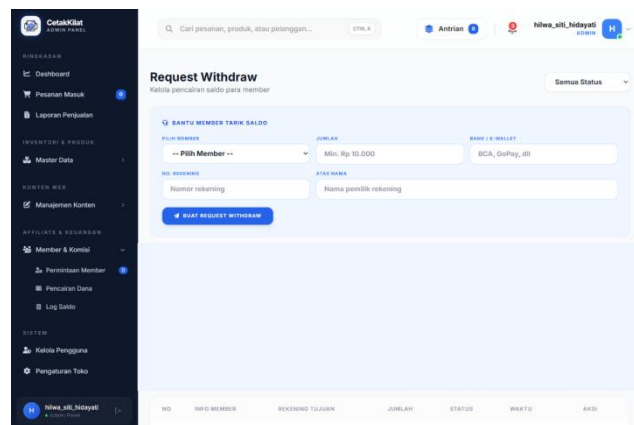 CetakKilat
ADMIN PANEL
Cari pesanan, produk, atau pelanggan...
CTRL K
Antrian 0
hilwa_siti_hidayati
ADMIN
H
RINGKASAN
Dashboard
Pesanan Masuk
Laporan Penjualan
INVENTORI & PRODUK
Master Data
KONTEN WEB
Manajemen Konten
AFFILIATE & KEUANGAN
Member & Komisi
Permintaan Member 0
Pencairan Dana
Log Saldo
SISTEM
Kelola Pengguna
Pengaturan Toko
H
hilwa_siti_hidayati
Admin Panel
Request Withdraw
Kelola pencairan saldo para member
Semua Status
BANTU MEMBER TARIK SALDO
PILIH MEMBER
JUMLAH
BANK / E-WALLET
-- Pilih Member --
Min. Rp 10.000
BCA, GoPay, dll
NO. REKENING
ATAS NAMA
Nomor rekening
Nama pemilik rekening
BUAT REQUEST WITHDRAW
NO INFO MEMBER REKENING TUJUAN JUMLAH STATUS WAKTU AKSI